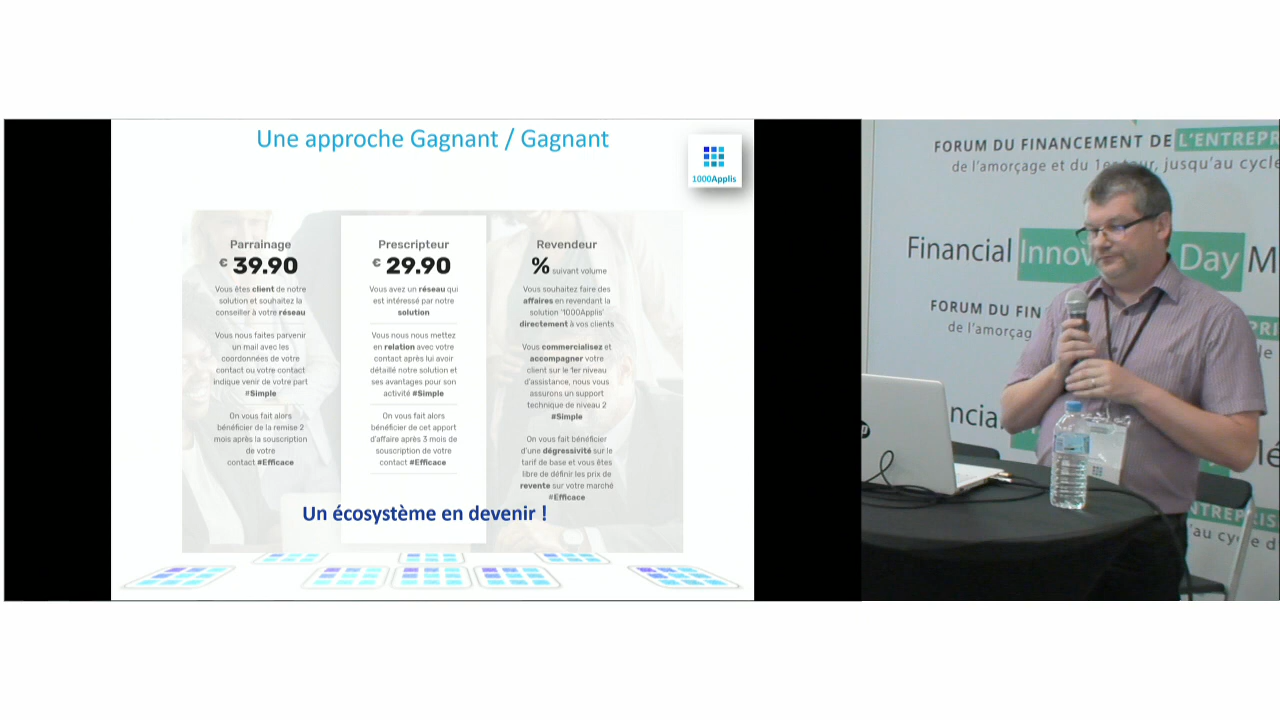 Une approche Gagnant / Gagnant
1000Applis
Parrainage
€ 39.90
Vous êtes client de notre
solution et souhaitez la
conseiller à votre réseau
Vous nous faites parvenir
un mail avec les
coordonnées de votre
contact ou votre contact
indique venir de votre part
#Simple
On vous fait alors
bénéficier de la remise 2
mois après la souscription
de votre
contact #Efficace
Prescripteur
€ 29.90
Vous avez un réseau qui
est intéressé par notre
solution
Vous nous nous mettez
en relation avec votre
contact après lui avoir
détaillé notre solution et
ses avantages pour son
activité #Simple
On vous fait alors
bénéficier de cet apport
d'affaire après 3 mois de
souscription de votre
contact #Efficace
Revendeur
% suivant volume
Vous souhaitez faire des
affaires en revendant la
solution '1000Applis'
directement à vos clients
Vous commercialisez et
accompagner votre
client sur le 1er niveau
d'assistance, nous vous
assurons un support
technique de niveau 2
#Simple
On vous fait bénéficier
d'une dégressivité sur le
tarif de base et vous êtes
libre de définir les prix de
revente sur votre marché
#Efficace
Un écosystème en devenir !
FORUM DU FINANCEMENT DE L'ENTREPR
de l'amorçage et du 1er tour, jusqu'au cycle
Financial Innov Day M
FORUM DU FIN
de l'amorçag
ncial
NTREPRIS
'au cycle d